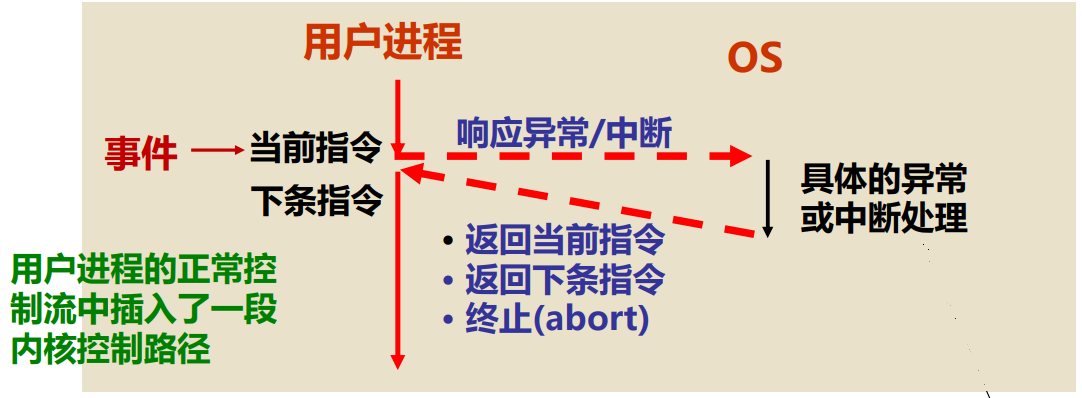 用户进程
OS
响应异常/中断
事件
当前指令
下条指令
具体的异常
或中断处理
• 返回当前指令
• 返回下条指令
• 终止(abort)
用户进程的正常控
制流中插入了一段
内核控制路径